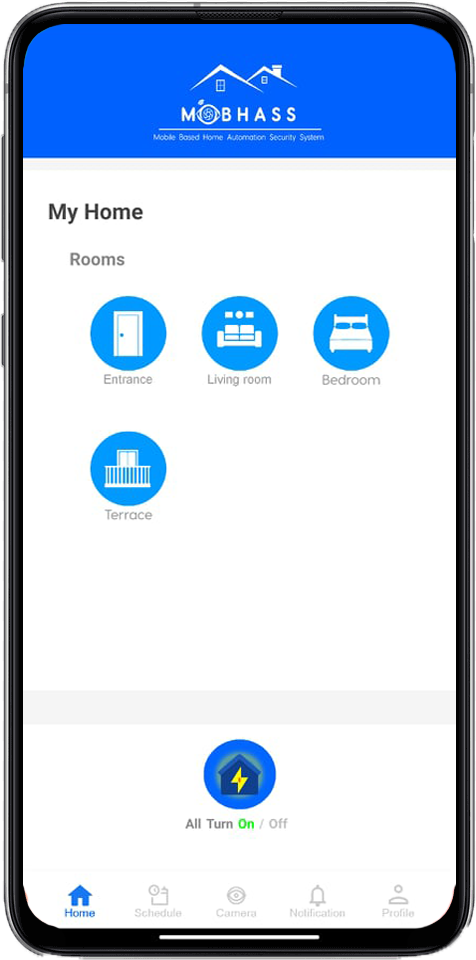 MOBHASS
Mobile Based Home Automation Security System
My Home
Rooms
Entrance
Living room
Bedroom
Terrace
All Turn On / Off
Home
Schedule
Camera
Notification
Profile